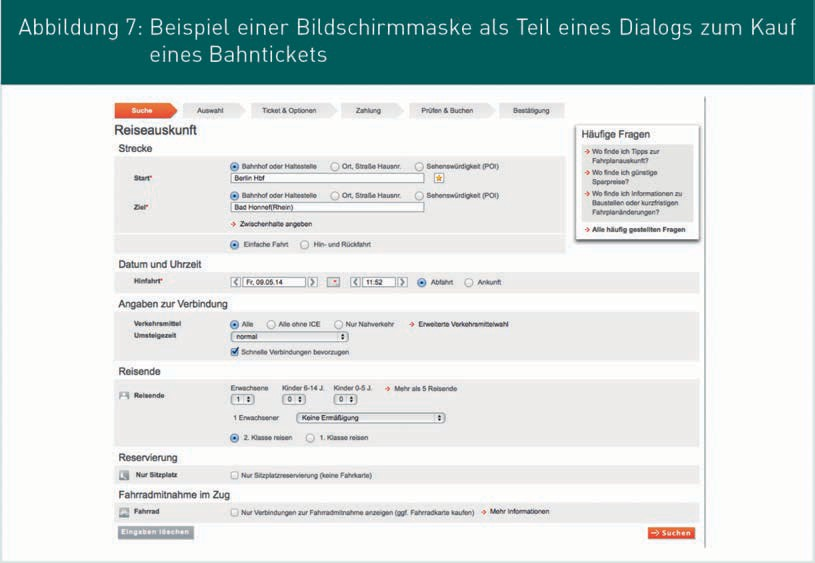 Abbildung 7: Beispiel einer Bildschirmmaske als Teil eines Dialogs zum Kauf
eines Bahntickets
Suche Auswahl Ticket & Optionen Zahlung Prüfen & Buchen Bestätigung
Reiseauskunft
Strecke
Bahnhof oder Haltestelle Ort, Straße Hausnr. Sehenswürdigkeit (POI)
Start* Berlin Hbf
Bahnhof oder Haltestelle Ort, Straße Hausnr. Sehenswürdigkeit (POI)
Ziel* Bad Honnef(Rhein)
Zwischenhalte angeben
Einfache Fahrt Hin- und Rückfahrt
Häufige Fragen
Wo finde ich Tipps zur
Fahrplanauskunft?
Wo finde ich günstige
Sparpreise?
Wo finde ich Informationen zu
Baustellen oder kurzfristigen
Fahrplanänderungen?
Alle häufig gestellten Fragen
Datum und Uhrzeit
Hinfahrt* Fr, 09.05.14 11:52 Abfahrt Ankunft
Angaben zur Verbindung
Verkehrsmittel Alle Alle ohne ICE Nur Nahverkehr Erweiterte Verkehrsmittelwahl
Umsteigezeit normal
Schnelle Verbindungen bevorzugen
Reisende
Erwachsene Kinder 6-14 J. Kinder 0-5 J. Mehr als 5 Reisende
Reisende 1 0 0
1 Erwachsener Keine Ermäßigung
2. Klasse reisen 1. Klasse reisen
Reservierung
Nur Sitzplatz Nur Sitzplatzreservierung (keine Fahrkarte)
Fahrradmitnahme im Zug
Fahrrad Nur Verbindungen zur Fahrradmitnahme anzeigen (ggf. Fahrradkarte kaufen) Mehr Informationen
Eingaben löschen Suchen